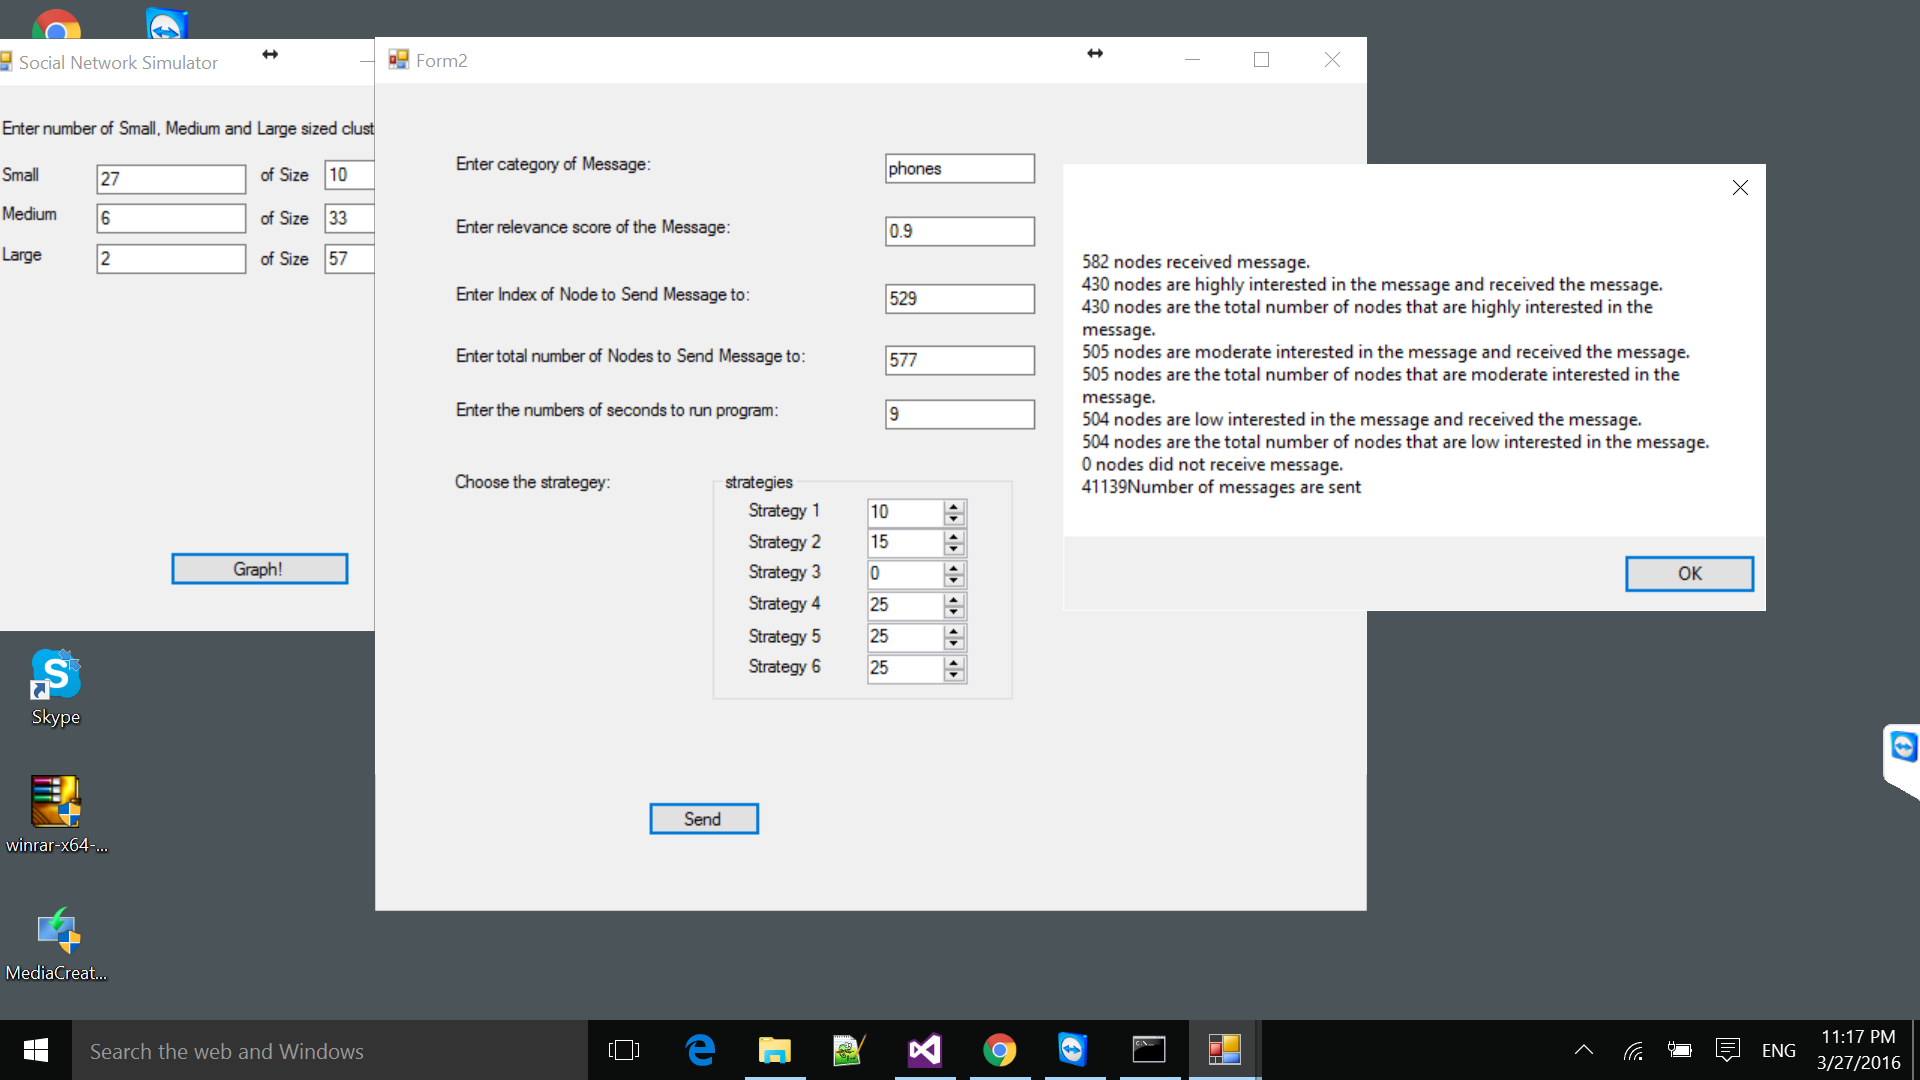 Social Network Simulator
Enter number of Small, Medium and Large sized clust
Small 27 of Size 10
Medium 6 of Size 33
Large 2 of Size 57
Graph!
Form2
Enter category of Message: phones
Enter relevance score of the Message: 0.9
Enter Index of Node to Send Message to: 529
Enter total number of Nodes to Send Message to: 577
Enter the numbers of seconds to run program: 9
Choose the strategey:
strategies
Strategy 1 10
Strategy 2 15
Strategy 3 0
Strategy 4 25
Strategy 5 25
Strategy 6 25
Send
582 nodes received message.
430 nodes are highly interested in the message and received the message.
430 nodes are the total number of nodes that are highly interested in the
message.
505 nodes are moderate interested in the message and received the message.
505 nodes are the total number of nodes that are moderate interested in the
message.
504 nodes are low interested in the message and received the message.
504 nodes are the total number of nodes that are low interested in the message.
0 nodes did not receive message.
41139Number of messages are sent
OK
Skype
winrar-x64-...
MediaCreat...
Search the web and Windows
ENG
11:17 PM
3/27/2016